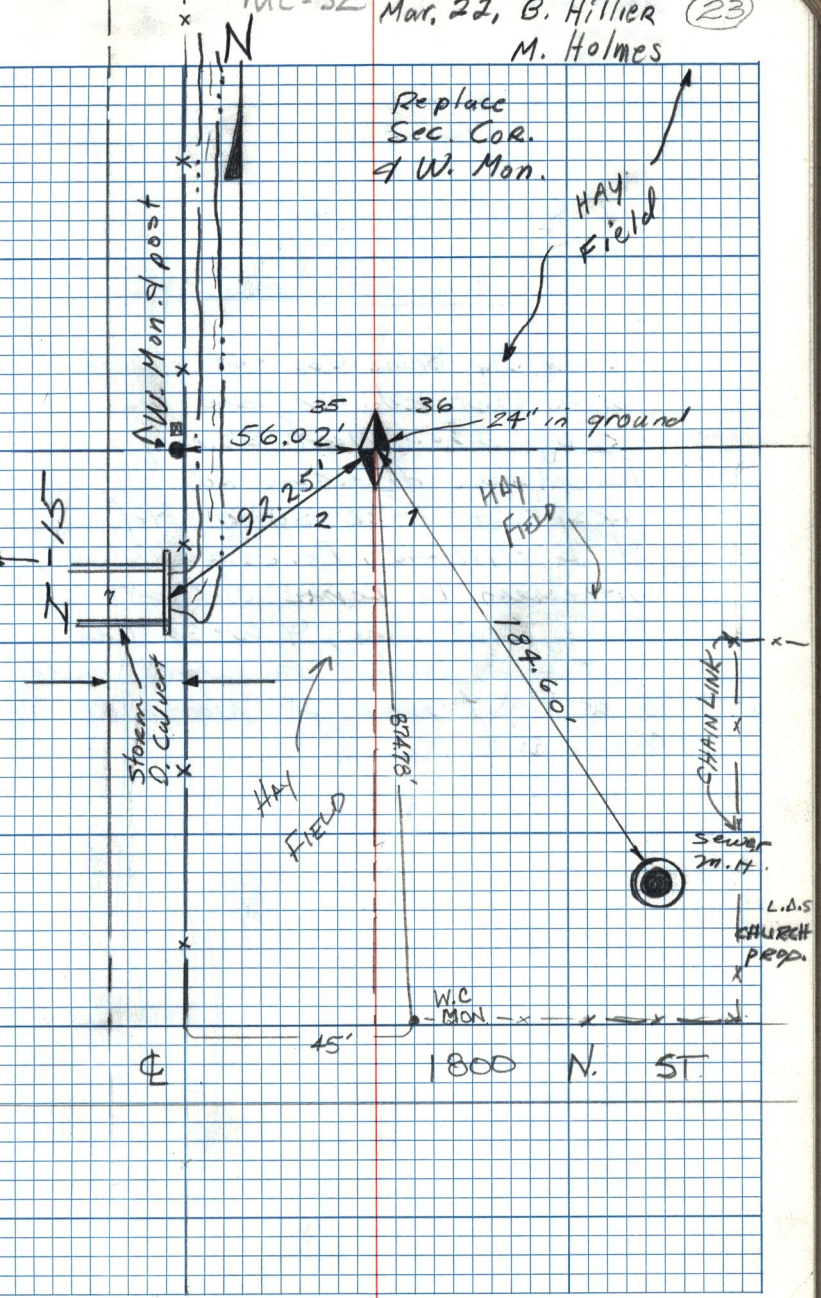 Mar. 22, B. Hillier 23
M. Holmes
N
Replace
Sec. Cor.
& W. Mon.
HAY
Field
W. Mon. & post
35 36
24" in ground
56.02'
92.25'
2 1
HAY
FIELD
I-15
184.60'
CHAIN LINK
Storm
D. Culvert
874.78'
HAY
FIELD
Sewer
M.H.
L.D.S
CHURCH
PROP.
W.C
MON.
45'
℄ 1800 N. ST.